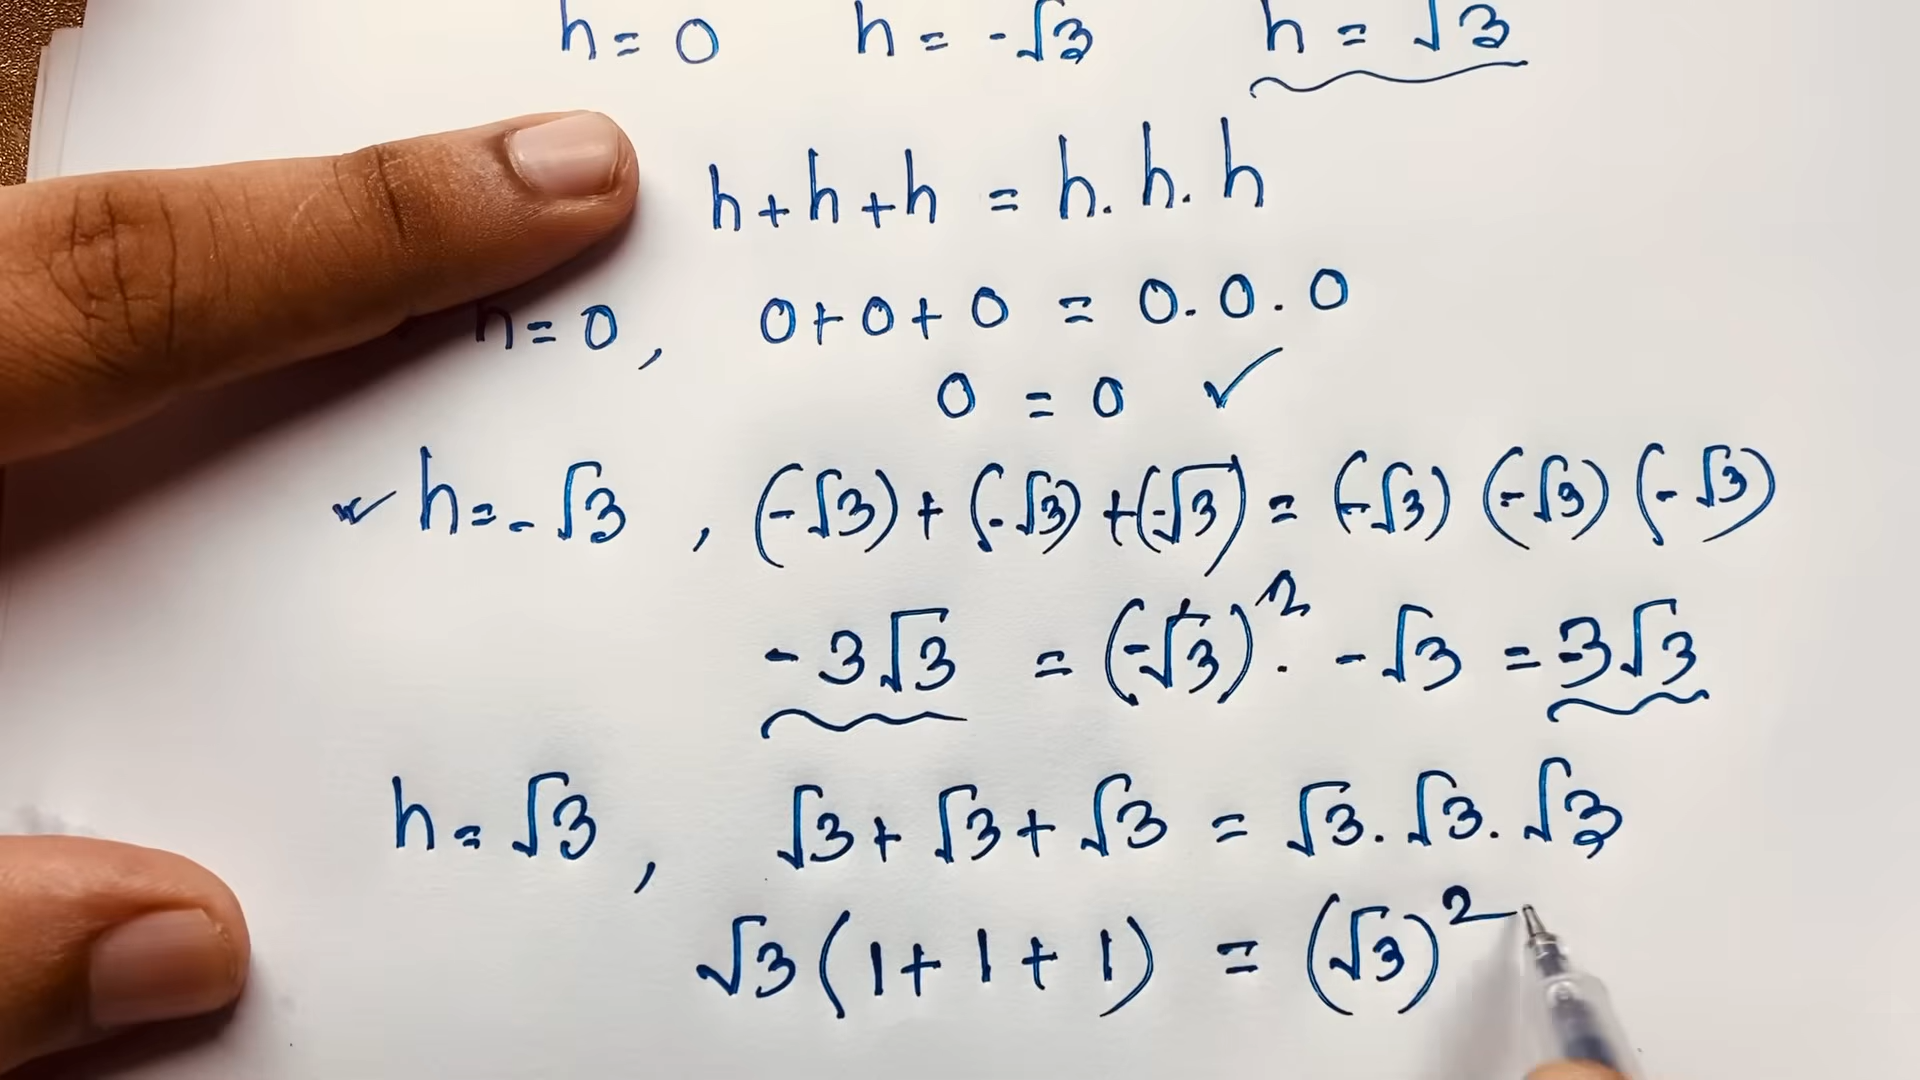 h = 0 h = -√3 h = √3
h + h + h = h. h. h
h = 0, 0 + 0 + 0 = 0. 0. 0
0 = 0 ✓
✓ h = -√3, (-√3) + (-√3) + (-√3) = (-√3) (-√3) (-√3)
-3√3 = (-√3)². -√3 = -3√3
h = √3, √3 + √3 + √3 = √3. √3. √3
√3 (1 + 1 + 1) = (√3)²